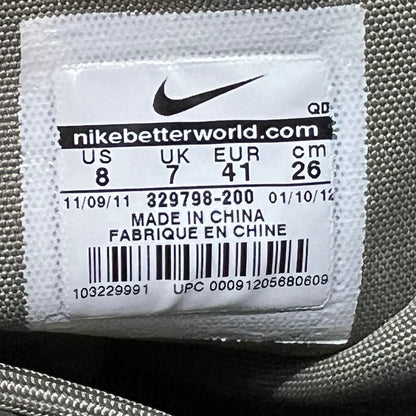 QD
nikebetterworld.com
US UK EUR cm
8 7 41 26
11/09/11 329798-200 01/10/12
MADE IN CHINA
FABRIQUE EN CHINE
103229991 UPC 00091205680609